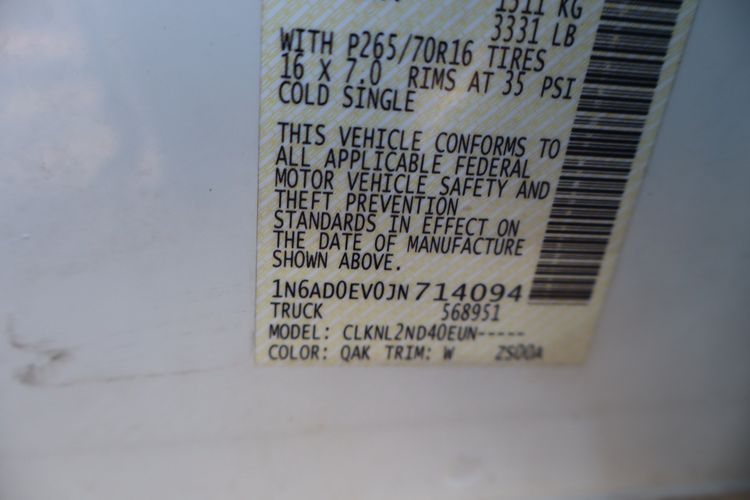 1511 KG
3331 LB
WITH P265/70R16 TIRES
16 X 7.0 RIMS AT 35 PSI
COLD SINGLE
THIS VEHICLE CONFORMS TO
ALL APPLICABLE FEDERAL
MOTOR VEHICLE SAFETY AND
THEFT PREVENTION
STANDARDS IN EFFECT ON
THE DATE OF MANUFACTURE
SHOWN ABOVE.
1N6AD0EV0JN714094
TRUCK 568951
MODEL: CLKNL2ND40EUN-----
COLOR: QAK TRIM: W 2S00A